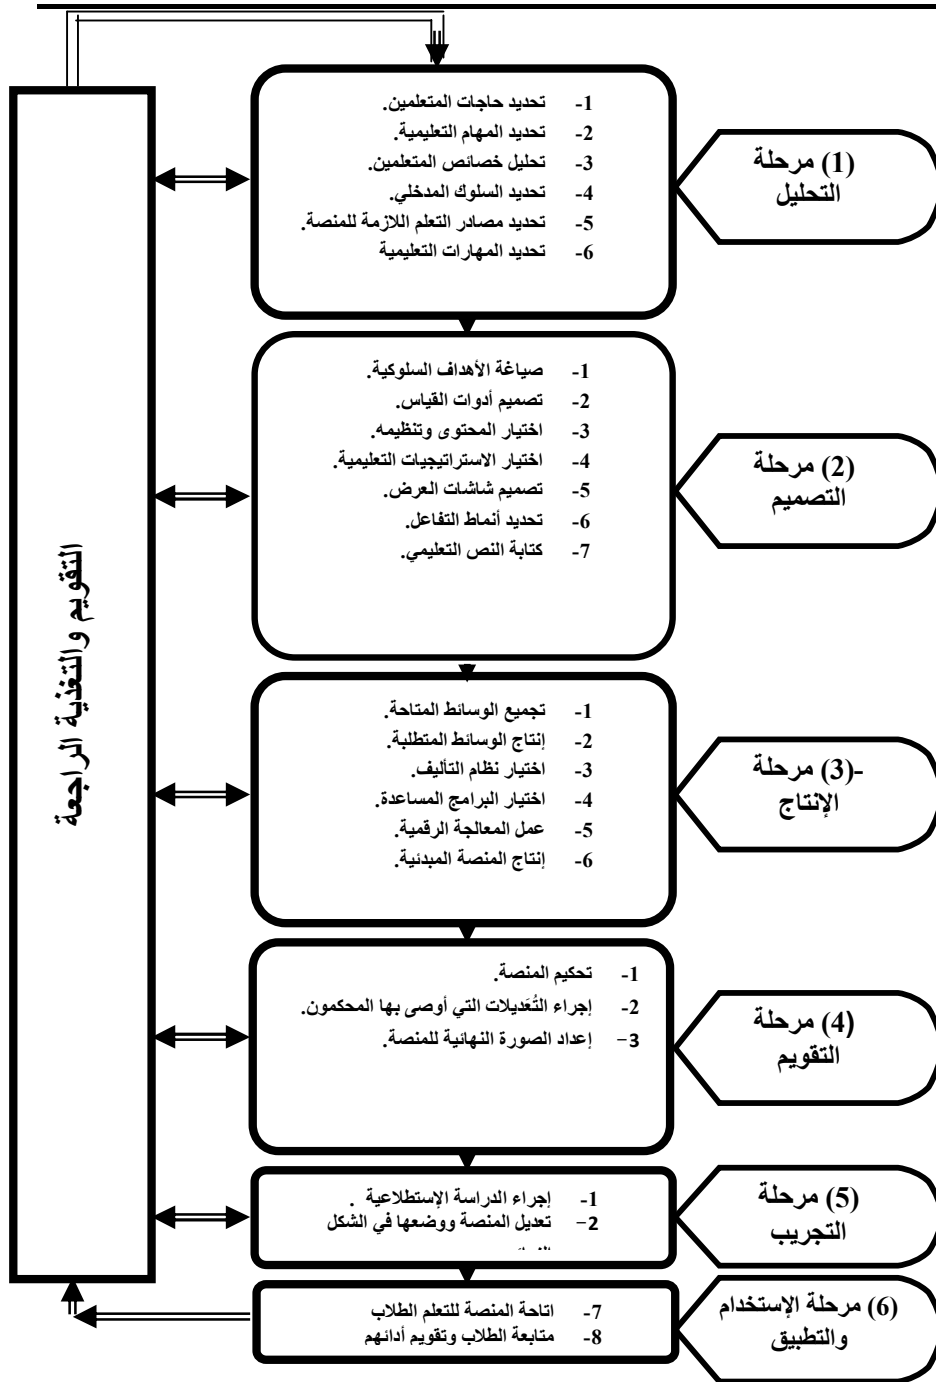 (1) مرحلة
التحليل
1- تحديد حاجات المتعلمين.
2- تحديد المهام التعليمية.
3- تحليل خصائص المتعلمين.
4- تحديد السلوك المدخلي.
5- تحديد مصادر التعلم اللازمة للمنصة.
6- تحديد المهارات التعليمية
(2) مرحلة
التصميم
1- صياغة الأهداف السلوكية.
2- تصميم أدوات القياس.
3- اختيار المحتوى وتنظيمه.
4- اختيار الاستراتيجيات التعليمية.
5- تصميم شاشات العرض.
6- تحديد أنماط التفاعل.
7- كتابة النص التعليمي.
-(3) مرحلة
الإنتاج
1- تجميع الوسائط المتاحة.
2- إنتاج الوسائط المتطلبة.
3- اختيار نظام التأليف.
4- اختيار البرامج المساعدة.
5- عمل المعالجة الرقمية.
6- إنتاج المنصة المبدئية.
(4) مرحلة
التقويم
1- تحكيم المنصة.
2- إجراء التُعَديلات التي أوصى بها المحكمون.
3- إعداد الصورة النهائية للمنصة.
(5) مرحلة
التجريب
1- إجراء الدراسة الإستطلاعية .
2- تعديل المنصة ووضعها في الشكل
(6) مرحلة الإستخدام
والتطبيق
7- اتاحة المنصة للتعلم الطلاب
8- متابعة الطلاب وتقويم أدائهم
التقويم والتغذية الراجعة